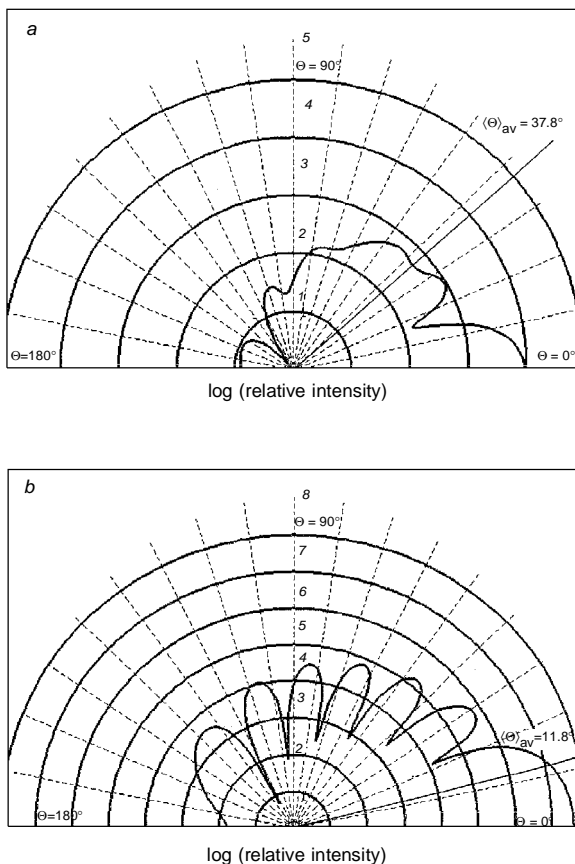 a
5
Θ = 90°
4
⟨Θ⟩av = 37.8°
3
2
1
Θ=180°
Θ = 0°
log (relative intensity)
b
8
Θ = 90°
7
6
5
4
3
⟨Θ⟩av=11.8°
2
1
Θ=180°
Θ = 0°
log (relative intensity)